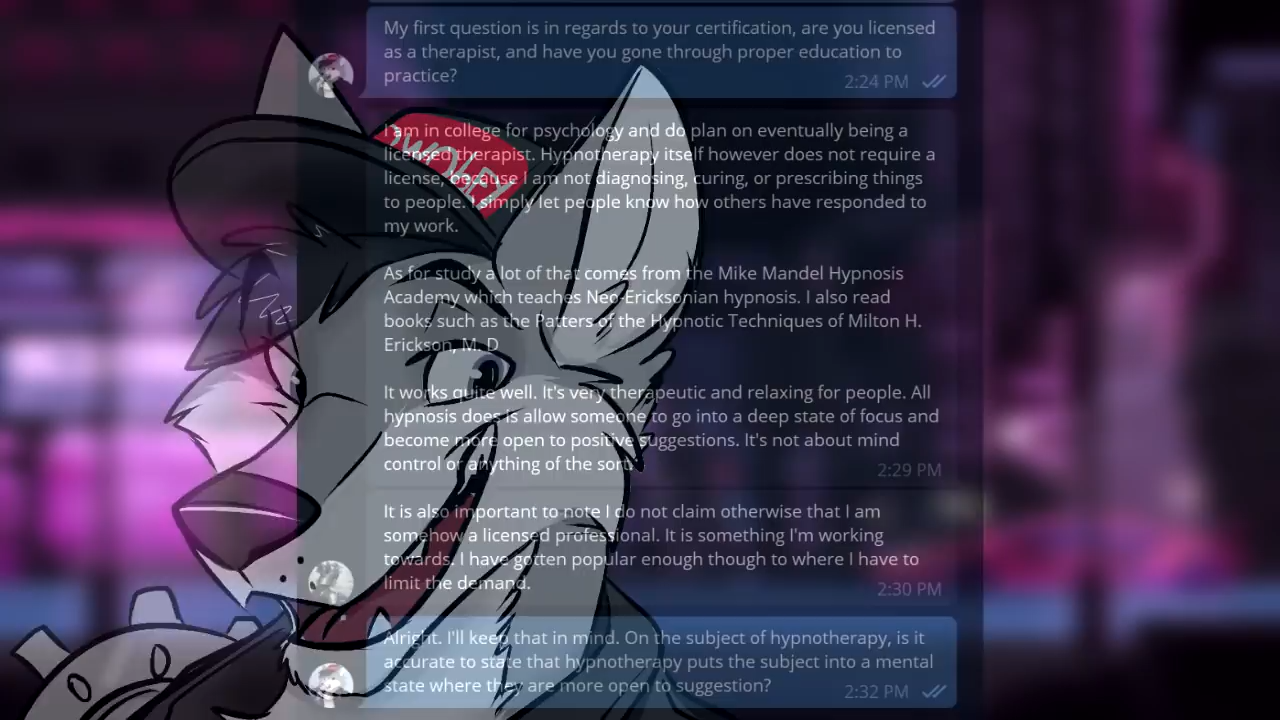 My first question is in regards to your certification, are you licensed
as a therapist, and have you gone through proper education to
practice?
2:24 PM
I am in college for psychology and do plan on eventually being a
licensed therapist. Hypnotherapy itself however does not require a
license, because I am not diagnosing, curing, or prescribing things
to people. I simply let people know how others have responded to
my work.
As for study a lot of that comes from the Mike Mandel Hypnosis
Academy which teaches Neo-Ericksonian hypnosis. I also read
books such as the Patters of the Hypnotic Techniques of Milton H.
Erickson, M. D
It works quite well. It's very therapeutic and relaxing for people. All
hypnosis does is allow someone to go into a deep state of focus and
become more open to positive suggestions. It's not about mind
control or anything of the sort.
2:29 PM
It is also important to note I do not claim otherwise that I am
somehow a licensed professional. It is something I'm working
towards. I have gotten popular enough though to where I have to
limit the demand.
2:30 PM
Alright. I'll keep that in mind. On the subject of hypnotherapy, is it
accurate to state that hypnotherapy puts the subject into a mental
state where they are more open to suggestion?
2:32 PM